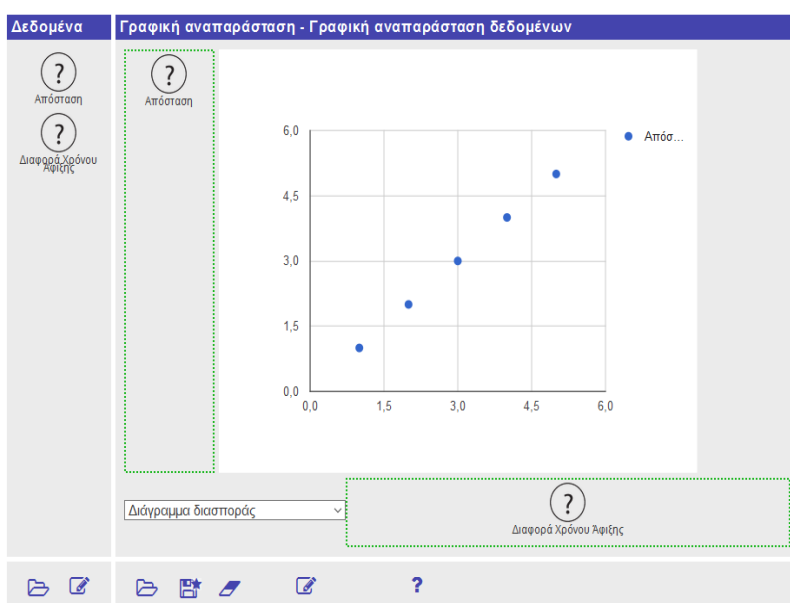 Δεδομένα
Γραφική αναπαράσταση - Γραφική αναπαράσταση δεδομένων
?
Απόσταση
?
Διαφορά Χρόνου
Άφιξης
?
Απόσταση
6,0
4,5
3,0
1,5
0,0
0,0 1,5 3,0 4,5 6,0
Απόσ...
Διάγραμμα διασποράς
?
Διαφορά Χρόνου Άφιξης
?